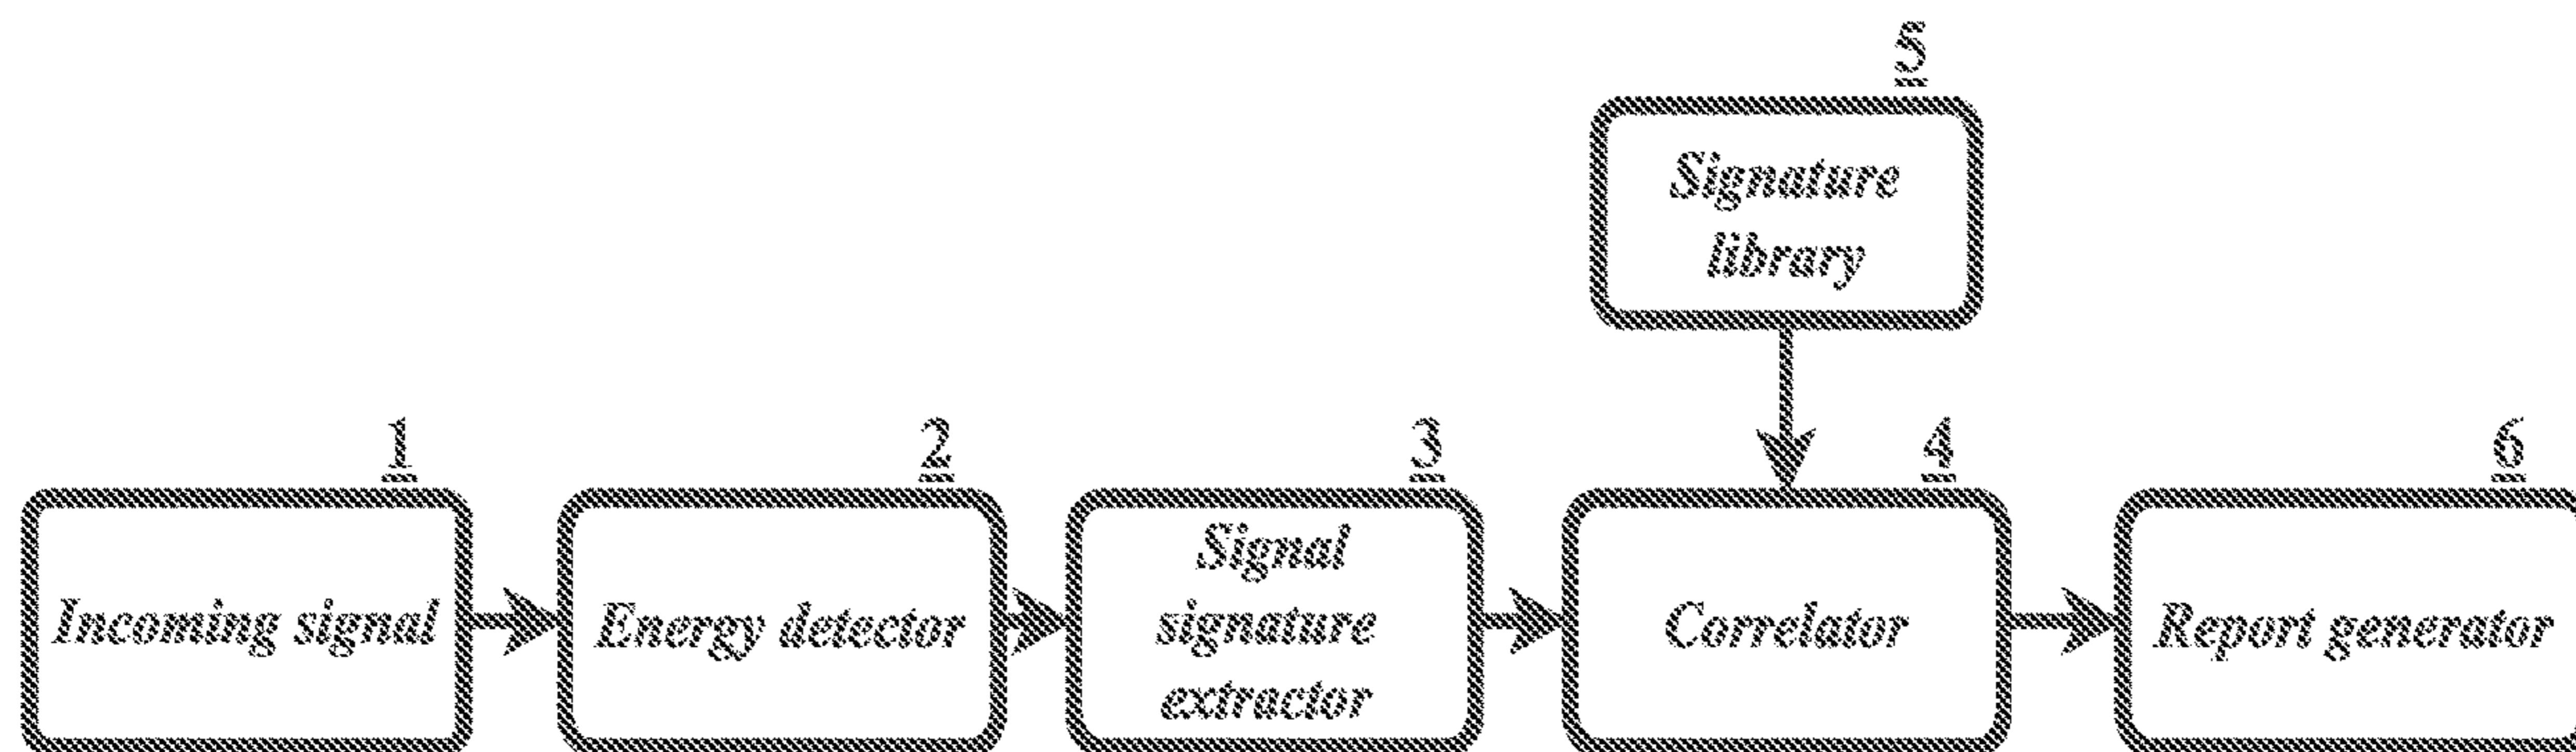 5
Signature
library
1
2
3
4
6
Incoming signal
Energy detector
Signal
signature
extractor
Correlator
Report generator